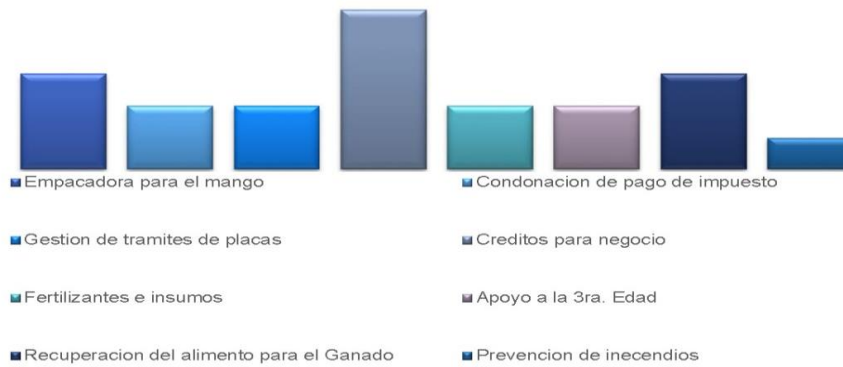 Empacadora para el mango
Condonacion de pago de impuesto
Gestion de tramites de placas
Creditos para negocio
Fertilizantes e insumos
Apoyo a la 3ra. Edad
Recuperacion del alimento para el Ganado
Prevencion de inecendios